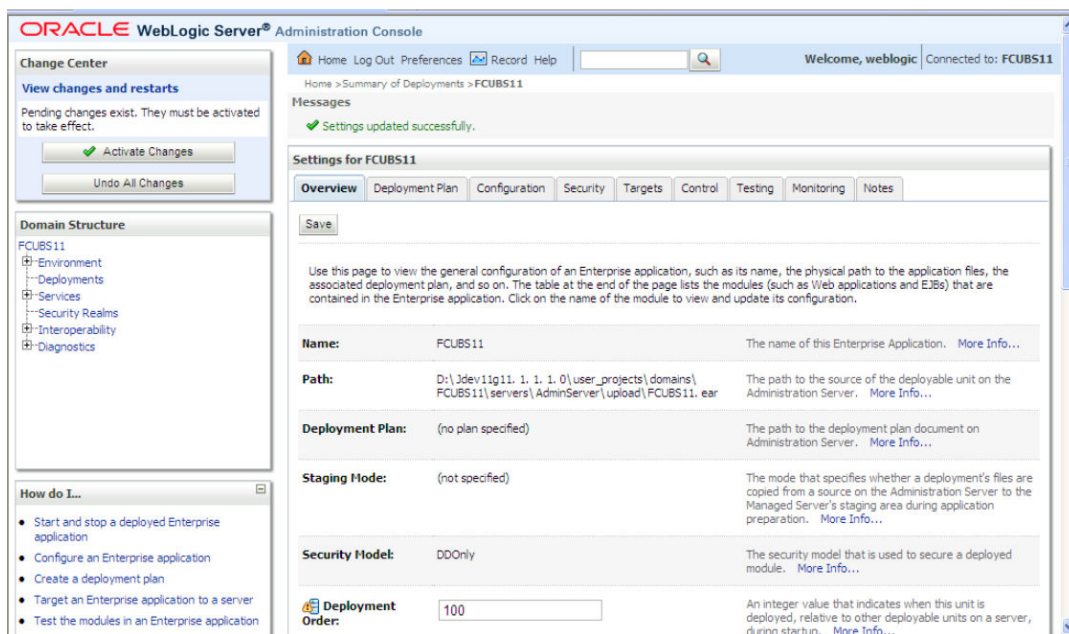 ORACLE WebLogic Server® Administration Console
Change Center
View changes and restarts
Pending changes exist. They must be activated
to take effect.
Activate Changes
Undo All Changes
Domain Structure
FCUBS11
Environment
Deployments
Services
Security Realms
Interoperability
Diagnostics
How do I...
Start and stop a deployed Enterprise
application
Configure an Enterprise application
Create a deployment plan
Target an Enterprise application to a server
Test the modules in an Enterprise application
Home Log Out Preferences Record Help
Welcome, weblogic Connected to: FCUBS11
Home >Summary of Deployments >FCUBS11
Messages
Settings updated successfully.
Settings for FCUBS11
Overview Deployment Plan Configuration Security Targets Control Testing Monitoring Notes
Save
Use this page to view the general configuration of an Enterprise application, such as its name, the physical path to the application files, the
associated deployment plan, and so on. The table at the end of the page lists the modules (such as Web applications and EJBs) that are
contained in the Enterprise application. Click on the name of the module to view and update its configuration.
Name: FCUBS11 The name of this Enterprise Application. More Info...
Path: D:\Jdev11g11. 1. 1. 1. 0\user_projects\domains\ The path to the source of the deployable unit on the
FCUBS11\servers\AdminServer\upload\FCUBS11. ear Administration Server. More Info...
Deployment Plan: (no plan specified) The path to the deployment plan document on
Administration Server. More Info...
Staging Mode: (not specified) The mode that specifies whether a deployment's files are
copied from a source on the Administration Server to the
Managed Server's staging area during application
preparation. More Info...
Security Model: DDOnly The security model that is used to secure a deployed
module. More Info...
Deployment 100 An integer value that indicates when this unit is
Order: deployed, relative to other deployable units on a server,
during startup. More Info...